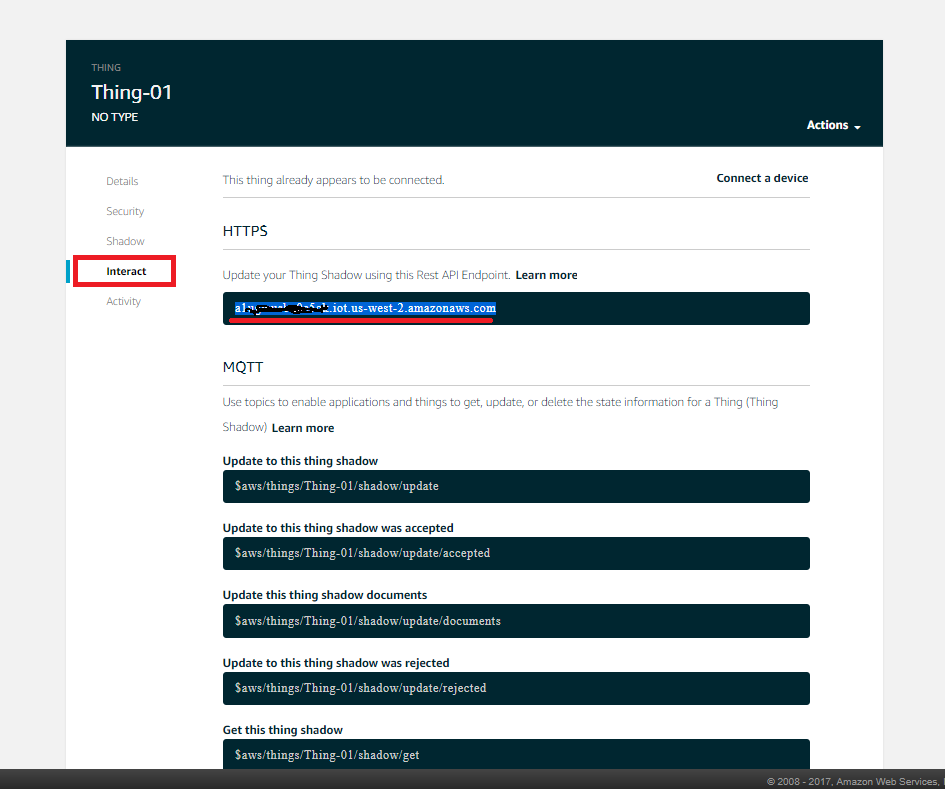 THING
Thing-01
NO TYPE
Actions
Details
Security
Shadow
Interact
Activity
This thing already appears to be connected.
Connect a device
HTTPS
Update your Thing Shadow using this Rest API Endpoint. Learn more
.iot.us-west-2.amazonaws.com
MQTT
Use topics to enable applications and things to get, update, or delete the state information for a Thing (Thing
Shadow) Learn more
Update to this thing shadow
$aws/things/Thing-01/shadow/update
Update to this thing shadow was accepted
$aws/things/Thing-01/shadow/update/accepted
Update this thing shadow documents
$aws/things/Thing-01/shadow/update/documents
Update to this thing shadow was rejected
$aws/things/Thing-01/shadow/update/rejected
Get this thing shadow
$aws/things/Thing-01/shadow/get
© 2008 - 2017, Amazon Web Services,